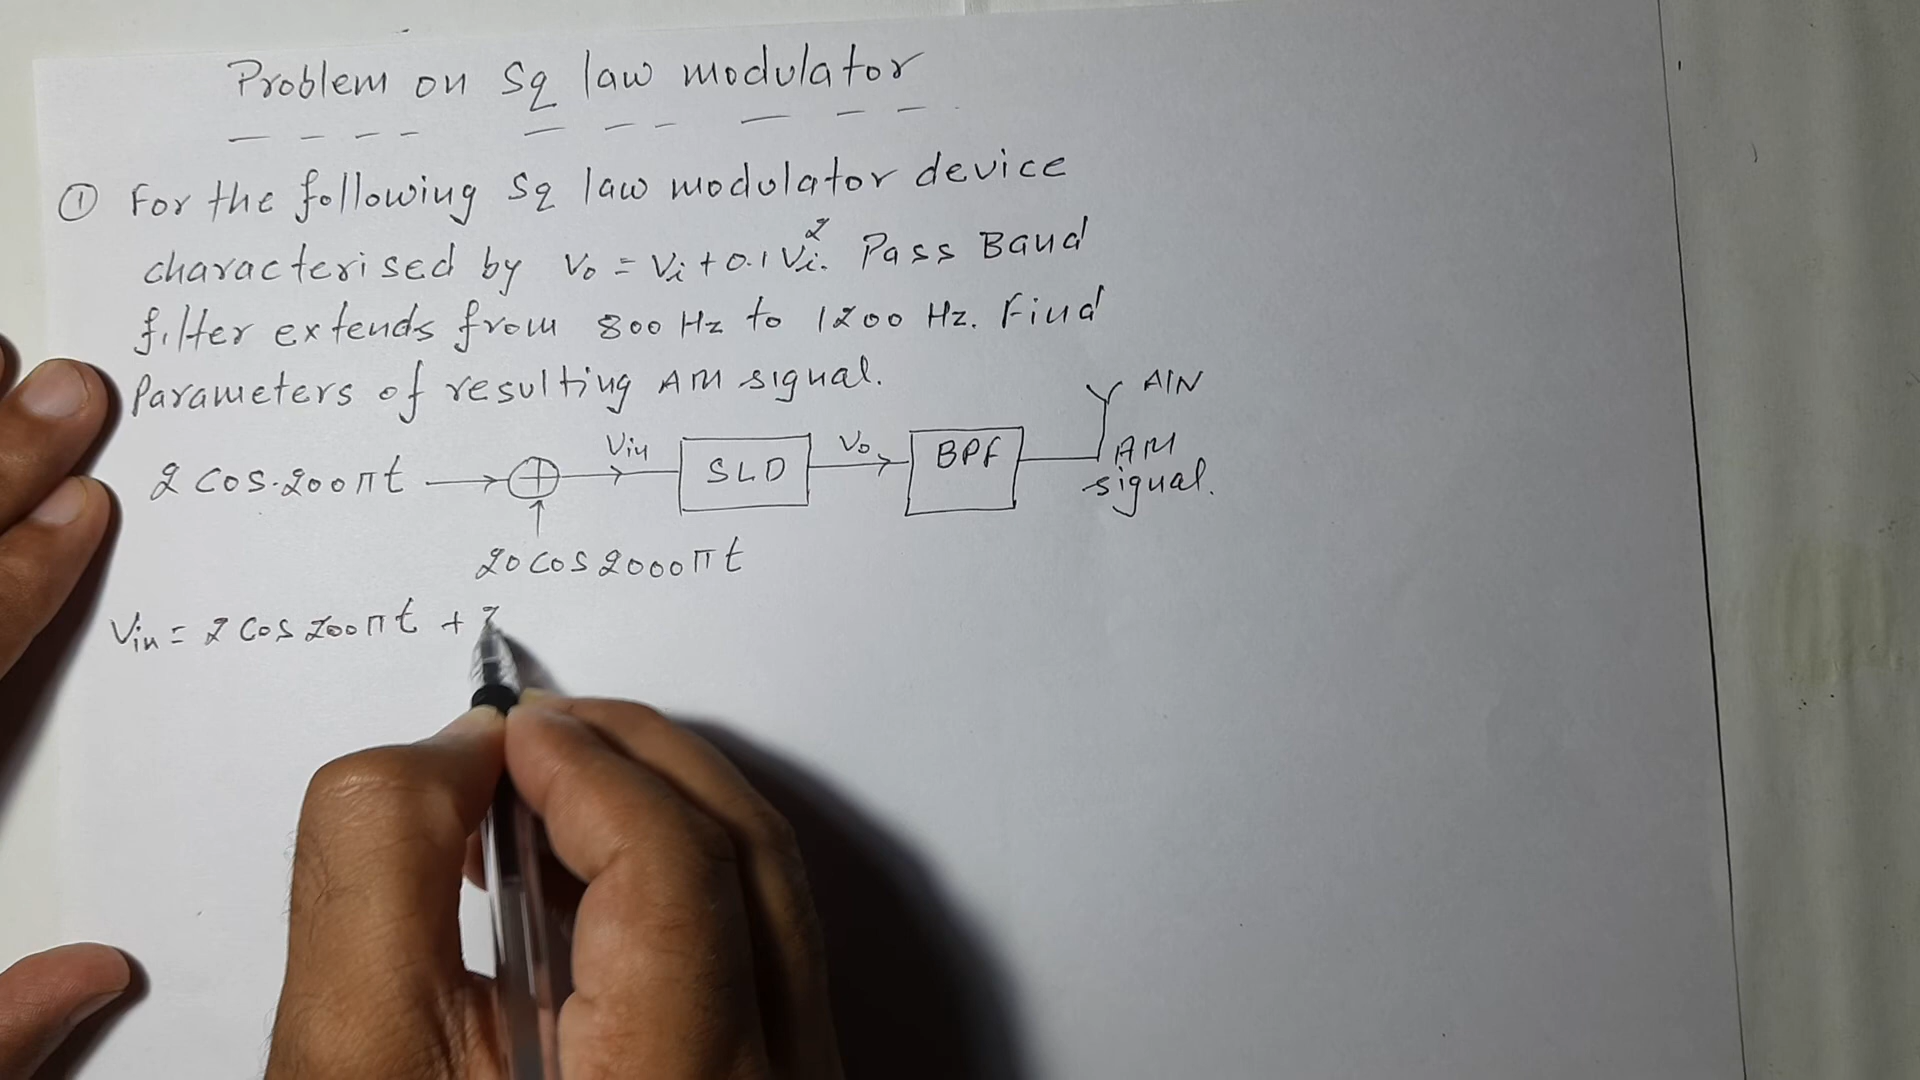 Problem on Sq law modulator
① For the following Sq law modulator device
characterised by V₀ = Vᵢ + 0.1 Vᵢ². Pass Band
filter extends from 800 Hz to 1200 Hz. Find
Parameters of resulting AM signal.
A/N
2 cos 200πt
Vin
SLD
V₀
BPF
AM
signal.
20 cos 2000πt
Vin = 2 cos 200πt + 2